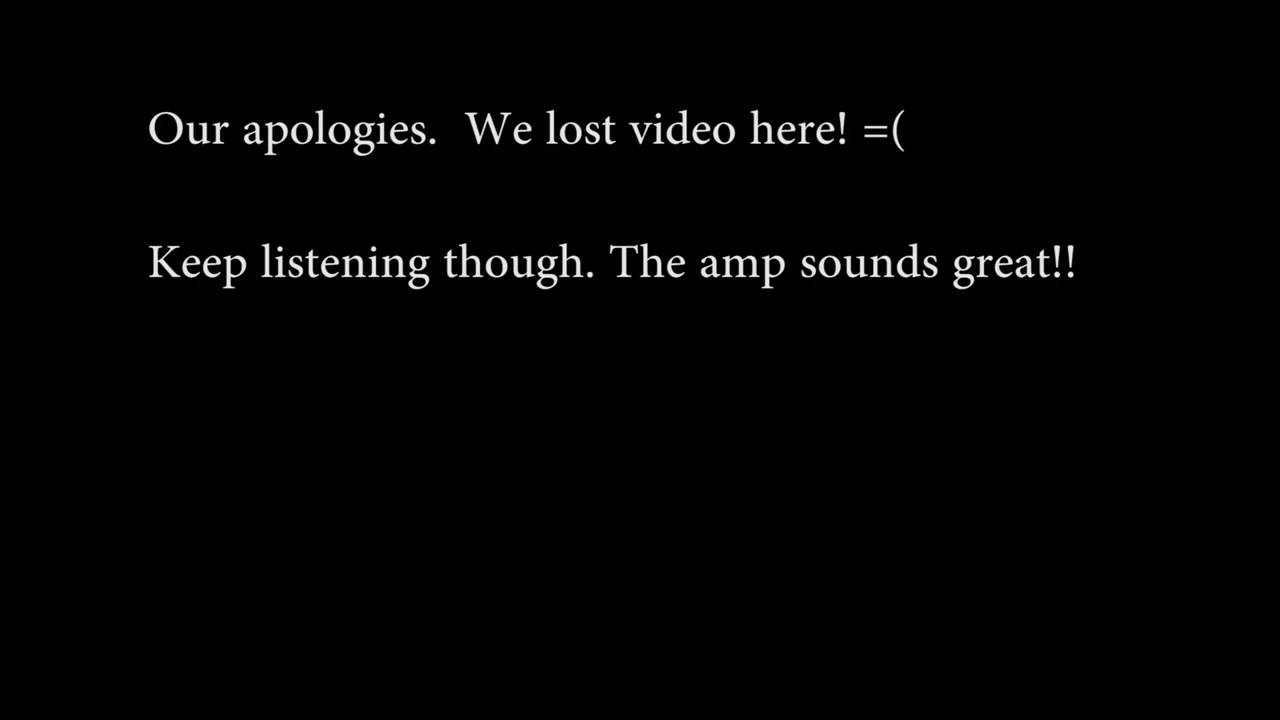 Our apologies.  We lost video here! =(
Keep listening though. The amp sounds great!!